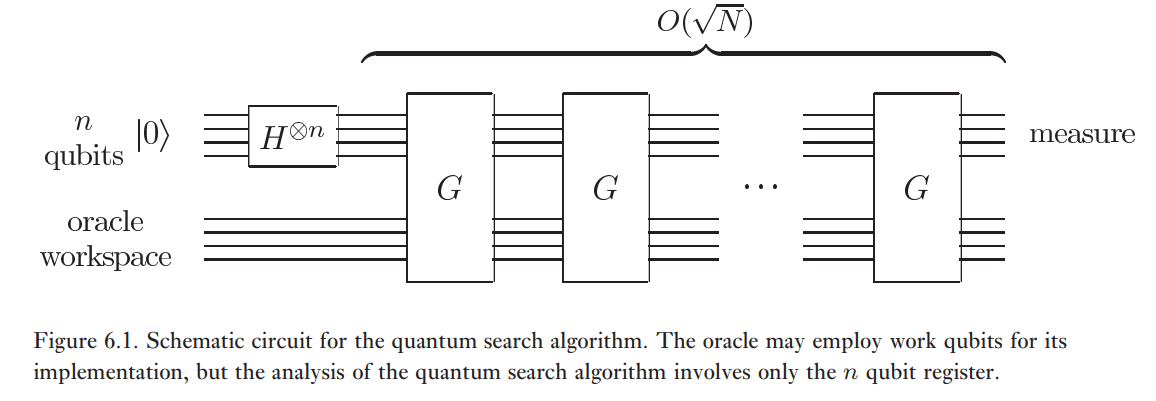 O(√N)
n
qubits
|0⟩
H⊗n
measure
G
G
···
G
oracle
workspace
Figure 6.1. Schematic circuit for the quantum search algorithm. The oracle may employ work qubits for its
implementation, but the analysis of the quantum search algorithm involves only the n qubit register.